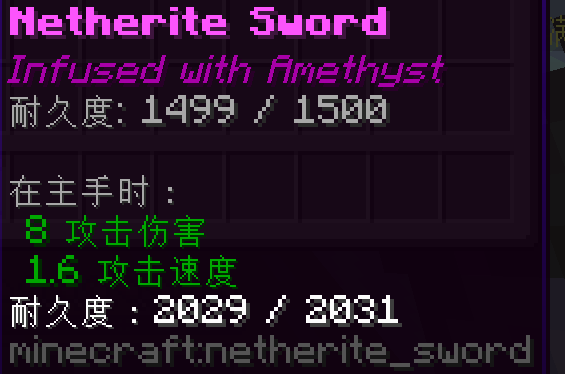 Netherite Sword
Infused with Amethyst
耐久度: 1499 / 1500
在主手时：
8 攻击伤害
1.6 攻击速度
耐久度：2029 / 2031
minecraft:netherite_sword